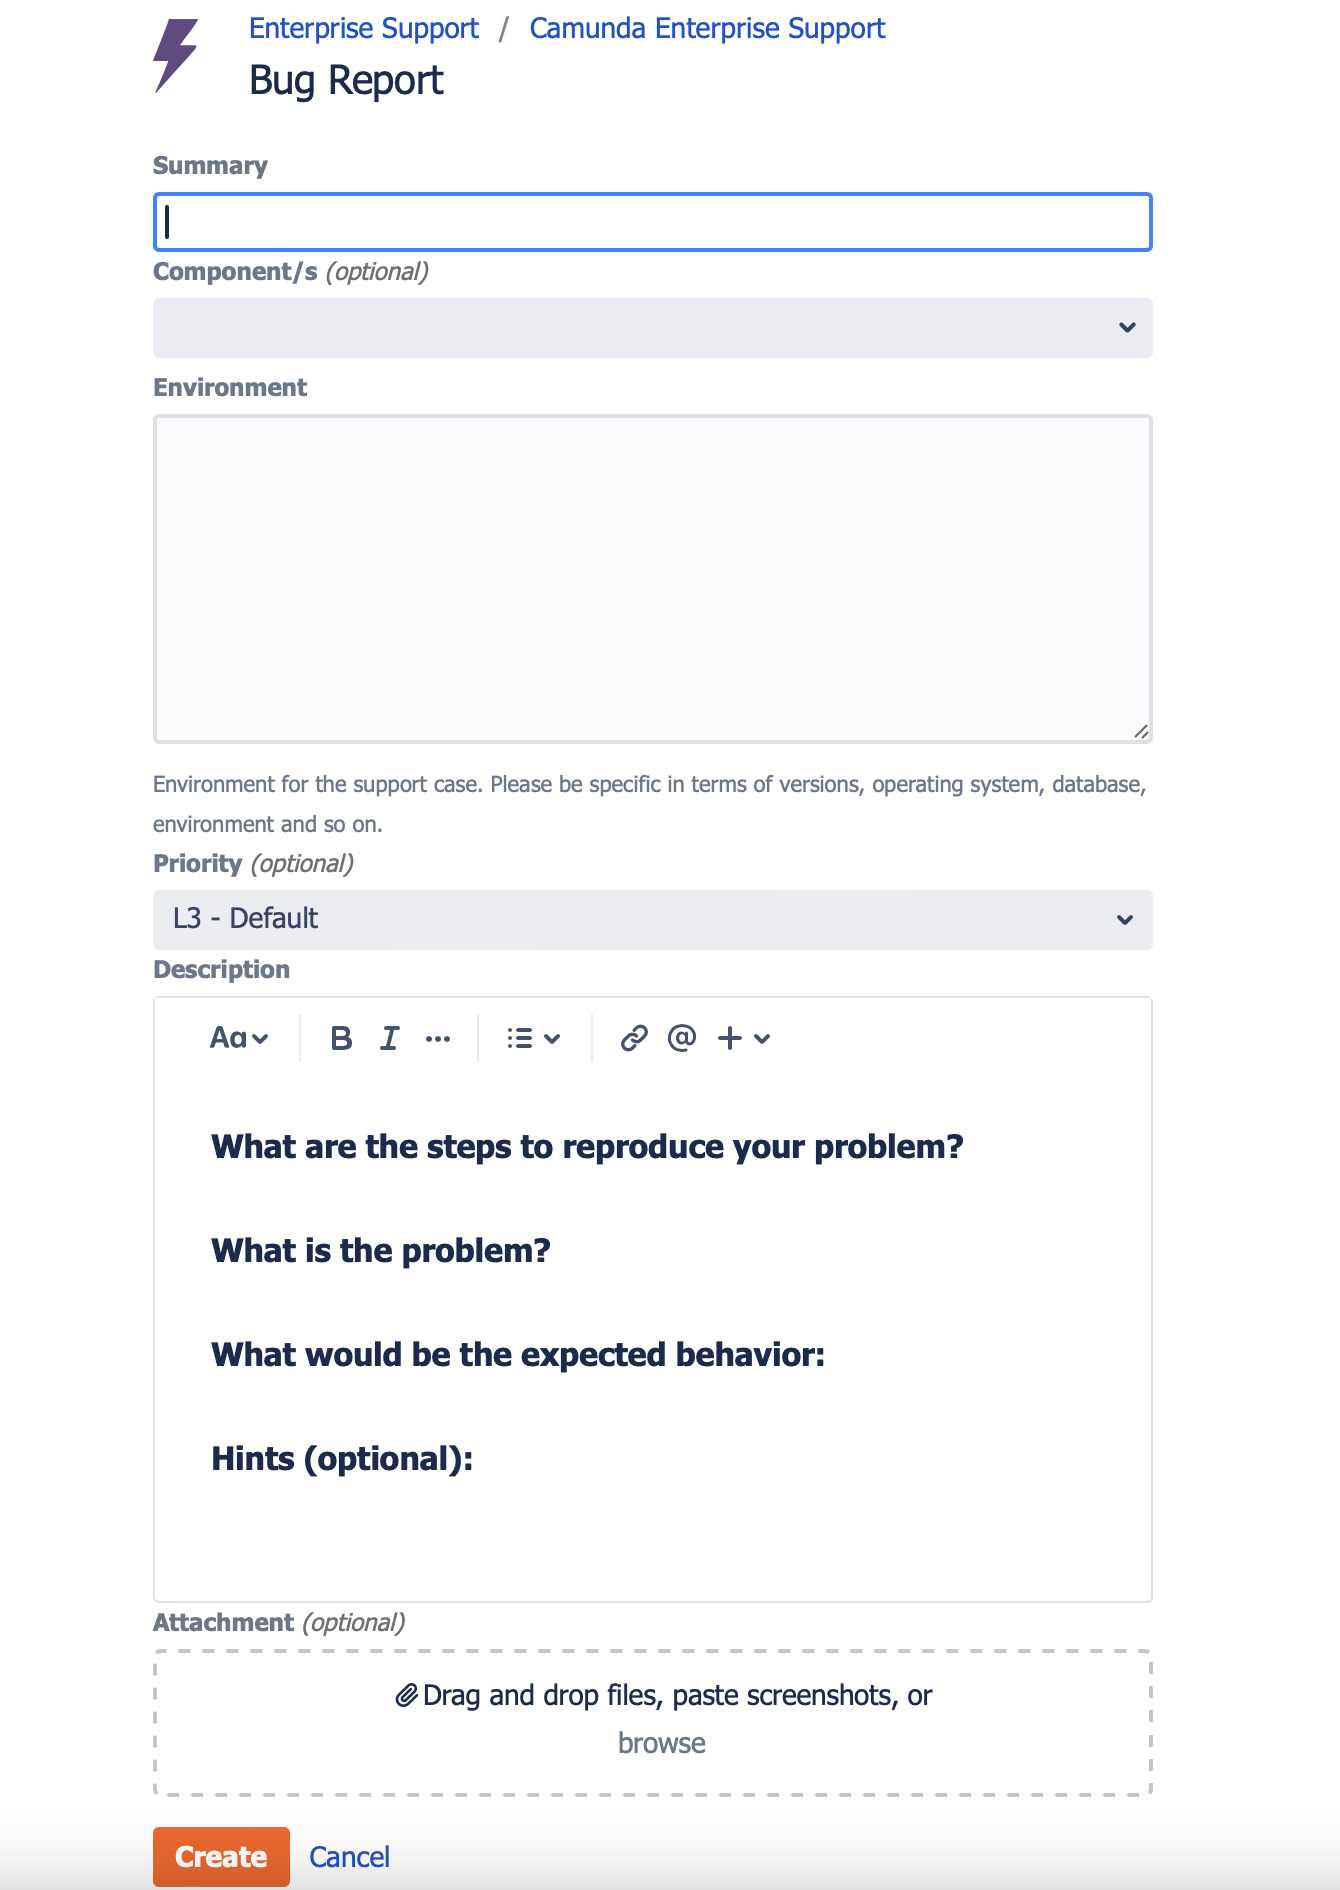 Enterprise Support / Camunda Enterprise Support
Bug Report
Summary
Component/s (optional)
Environment
Environment for the support case. Please be specific in terms of versions, operating system, database,
environment and so on.
Priority (optional)
L3 - Default
Description
Aa B I ... @ +
What are the steps to reproduce your problem?
What is the problem?
What would be the expected behavior:
Hints (optional):
Attachment (optional)
Drag and drop files, paste screenshots, or
browse
Create Cancel